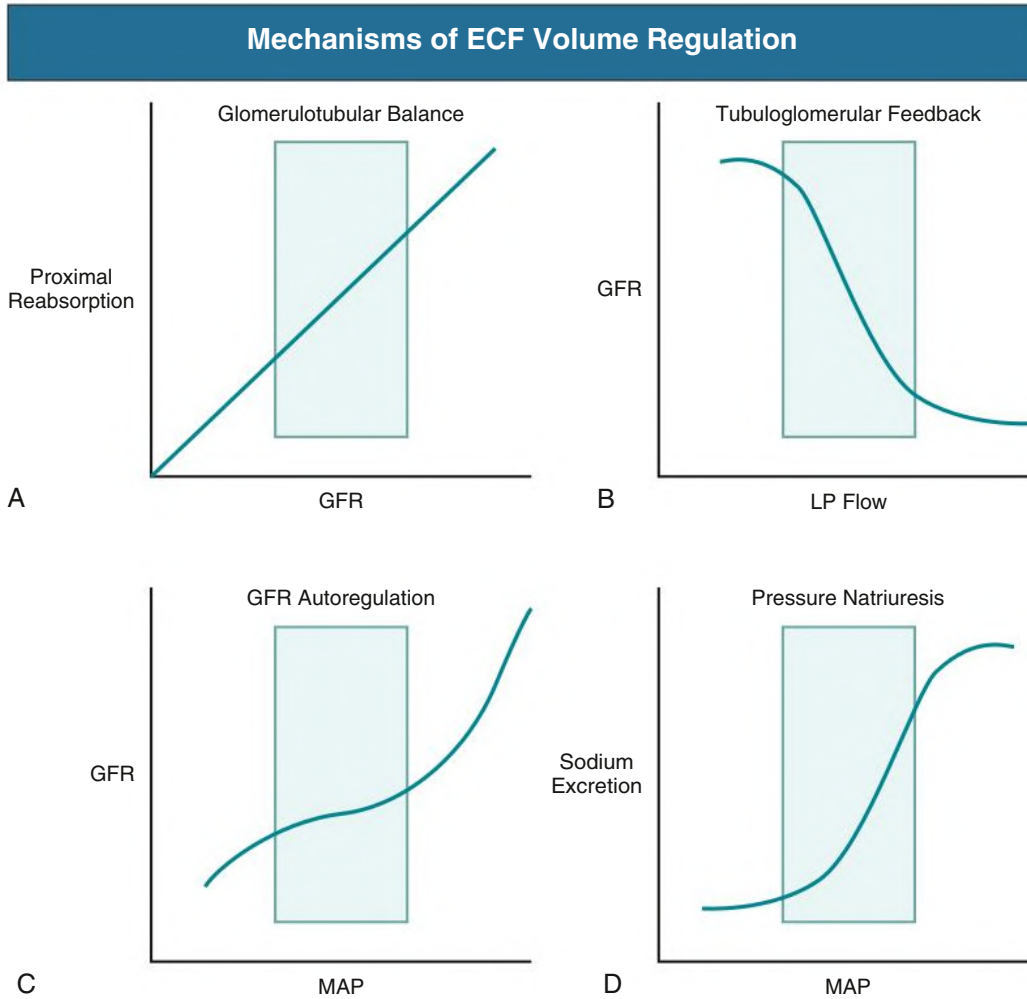 Mechanisms of ECF Volume Regulation
Glomerulotubular Balance
Proximal
Reabsorption
GFR
A
Tubuloglomerular Feedback
GFR
LP Flow
B
GFR Autoregulation
GFR
MAP
C
Pressure Natriuresis
Sodium
Excretion
MAP
D